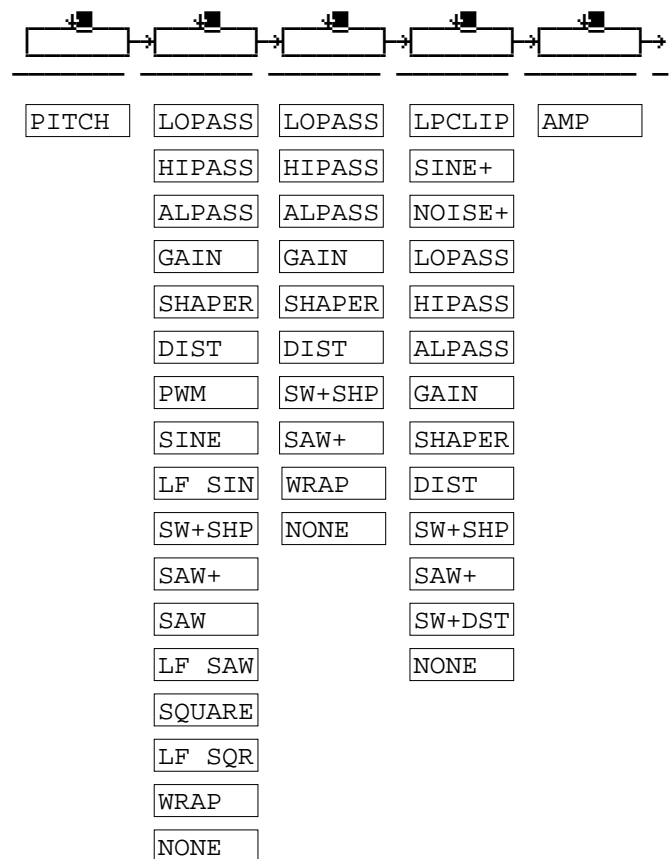 PITCH LOPASS LOPASS LPCLIP AMP
HIPASS HIPASS SINE+
ALPASS ALPASS NOISE+
GAIN GAIN LOPASS
SHAPER SHAPER HIPASS
DIST DIST ALPASS
PWM SW+SHP GAIN
SINE SAW+ SHAPER
LF SIN WRAP DIST
SW+SHP NONE SW+SHP
SAW+ SAW+
SAW SW+DST
LF SAW NONE
SQUARE
LF SQR
WRAP
NONE